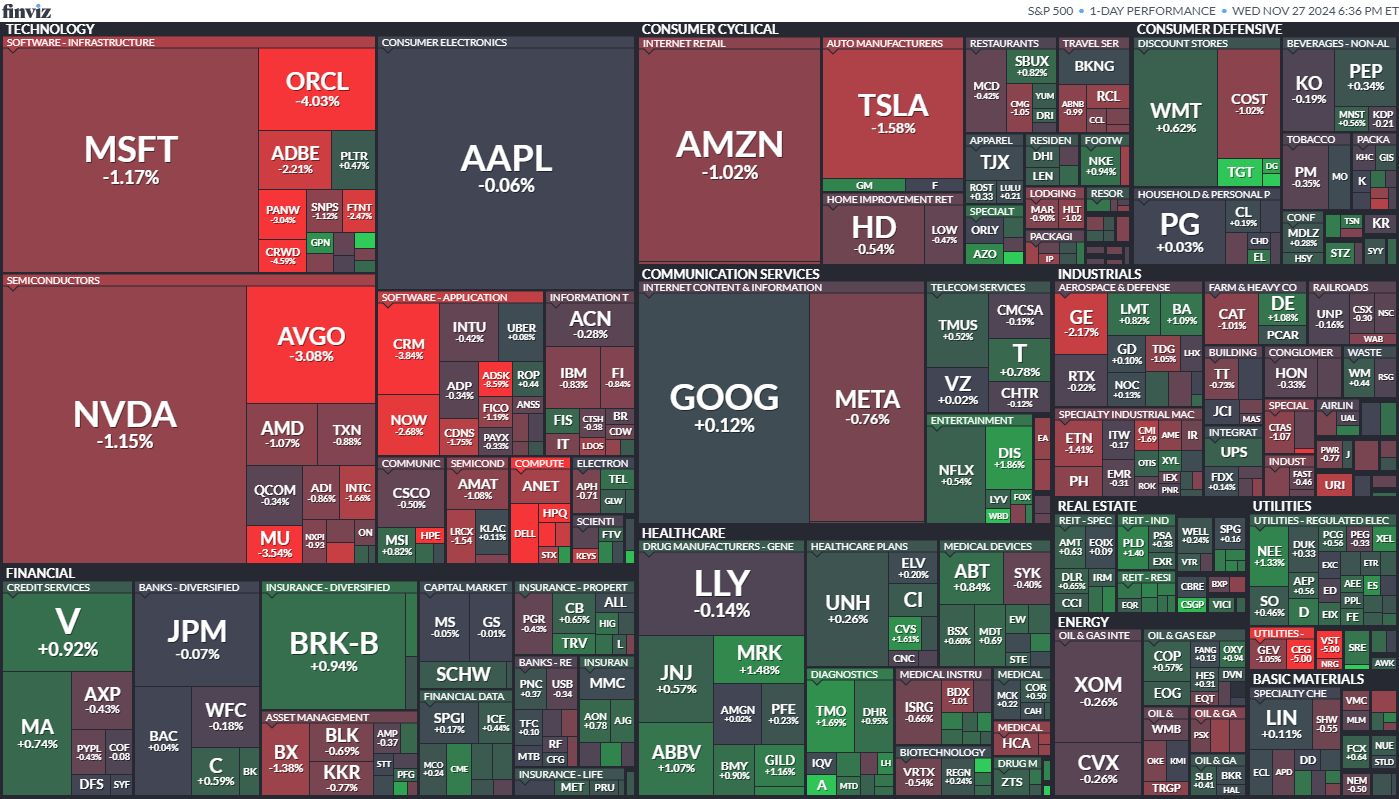 finviz
S&P 500 • 1-DAY PERFORMANCE • WED NOV 27 2024 6:36 PM ET
TECHNOLOGY
SOFTWARE - INFRASTRUCTURE
MSFT
-1.17%
ORCL
-4.03%
ADBE
-2.21%
PLTR
+0.47%
PANW
-3.04%
SNPS
-1.12%
FTNT
-2.47%
CRWD
-4.59%
GPN
CONSUMER ELECTRONICS
AAPL
-0.06%
SEMICONDUCTORS
NVDA
-1.15%
AVGO
-3.08%
AMD
-1.07%
TXN
-0.88%
QCOM
-0.34%
ADI
-0.86%
INTC
-1.66%
MU
-3.54%
NXPI
-0.93
ON
SOFTWARE - APPLICATION
CRM
-3.84%
INTU
-0.42%
UBER
+0.08%
ADP
-0.34%
ADSK
-8.59%
ROP
+0.44
NOW
-2.68%
FICO
-1.19%
ANSS
CDNS
-1.75%
PAYX
-0.33%
INFORMATION T
ACN
-0.28%
IBM
-0.83%
FI
-0.84%
FIS
CTSH
-0.38
BR
CDW
IT
LDOS
COMMUNIC
CSCO
-0.50%
MSI
+0.82%
HPE
SEMICOND
AMAT
-1.08%
LRCX
-1.54
KLAC
+0.11%
COMPUTE
ANET
DELL
HPQ
STX
ELECTRON
APH
-0.71
TEL
GLW
SCIENTI
FTV
KEYS
CONSUMER CYCLICAL
INTERNET RETAIL
AMZN
-1.02%
AUTO MANUFACTURERS
TSLA
-1.58%
GM
F
HOME IMPROVEMENT RET
HD
-0.54%
LOW
-0.47%
RESTAURANTS
MCD
-0.42%
SBUX
+0.82%
CMG
-1.05
YUM
DRI
TRAVEL SER
BKNG
ABNB
-0.99
RCL
CCL
APPAREL
TJX
ROST
+0.33
LULU
+0.21
RESIDEN
DHI
LEN
FOOTW
NKE
+0.94%
SPECIALT
ORLY
AZO
LODGING
MAR
-0.90%
HLT
-1.02
RESOR
PACKAGI
IP
CONSUMER DEFENSIVE
DISCOUNT STORES
WMT
+0.62%
COST
-1.02%
TGT
DG
BEVERAGES - NON-AL
KO
-0.19%
PEP
+0.34%
MNST
+0.56%
KDP
-0.21
HOUSEHOLD & PERSONAL P
PG
+0.03%
CL
+0.19%
CHD
EL
TOBACCO
PM
-0.35%
MO
PACKA
KHC
GIS
K
CONF
MDLZ
+0.28%
HSY
TSN
STZ
KR
SYY
COMMUNICATION SERVICES
INTERNET CONTENT & INFORMATION
GOOG
+0.12%
META
-0.76%
TELECOM SERVICES
TMUS
+0.52%
CMCSA
-0.19%
T
+0.78%
VZ
+0.02%
CHTR
-0.12%
ENTERTAINMENT
NFLX
+0.54%
DIS
+1.86%
LYV
FOX
WBD
EA
INDUSTRIALS
AEROSPACE & DEFENSE
GE
-2.17%
LMT
+0.82%
BA
+1.09%
RTX
-0.22%
GD
+0.10%
TDG
-1.05%
LHX
NOC
+0.13%
FARM & HEAVY CO
CAT
-1.01%
DE
+1.08%
PCAR
RAILROADS
UNP
-0.16%
CSX
-0.30
NSC
WAB
BUILDING
TT
-0.73%
JCI
MAS
CONGLOMER
HON
-0.33%
WASTE
WM
+0.44
RSG
SPECIALTY INDUSTRIAL MAC
ETN
-1.41%
PH
ITW
-0.17
EMR
-0.31
CMI
-1.69
AME
IR
OTIS
XYL
ROK
IEX
PNR
INTEGRAT
UPS
FDX
+0.14%
SPECIAL
CTAS
-1.07
AIRLIN
UAL
INDUST
FAST
-0.46
PWR
-0.77
J
URI
HEALTHCARE
DRUG MANUFACTURERS - GENE
LLY
-0.14%
JNJ
+0.57%
MRK
+1.48%
ABBV
+1.07%
AMGN
+0.02%
PFE
+0.23%
BMY
+0.90%
GILD
+1.16%
HEALTHCARE PLANS
UNH
+0.26%
ELV
+0.20%
CI
CVS
+1.61%
CNC
MEDICAL DEVICES
ABT
+0.84%
SYK
-0.40%
BSX
+0.60%
MDT
+0.69
EW
STE
DIAGNOSTICS
TMO
+1.69%
DHR
+0.95%
IQV
A
MTD
LH
MEDICAL INSTRU
ISRG
-0.66%
BDX
-1.01
BIOTECHNOLOGY
VRTX
-0.54%
REGN
+0.24%
MEDICAL
MCK
+0.22
COR
+0.50
CAH
MEDICAL
HCA
DRUG M
ZTS
REAL ESTATE
REIT - SPEC
AMT
+0.63
EQIX
+0.09
DLR
+0.65%
IRM
CCI
REIT - IND
PLD
+1.40
PSA
+0.38
EXR
WELL
+0.24%
VTR
SPG
+0.16
REIT - RESI
EQR
CBRE
BXP
CSGP
VICI
UTILITIES
UTILITIES - REGULATED ELEC
NEE
+1.33%
DUK
+0.33
PCG
+0.56
PEG
+0.33
XEL
EXC
ETR
SO
+0.46%
AEP
+0.56
D
ED
AEE
ES
PPL
EIX
FE
UTILITIES -
GEV
-1.05%
CEG
-5.00
VST
-5.00
NRG
SRE
AWK
ENERGY
OIL & GAS INTE
XOM
-0.26%
CVX
-0.26%
OIL & GAS E&P
COP
+0.57%
EOG
FANG
+0.13
OXY
+0.94
HES
+0.31
DVN
EQT
OIL &
WMB
OKE
KMI
TRGP
OIL & GA
PSX
OIL & GA
SLB
+0.41
BKR
HAL
BASIC MATERIALS
SPECIALTY CHE
LIN
+0.11%
SHW
-0.55
ECL
APD
DD
VMC
MLM
FCX
+0.64
NUE
STLD
NEM
-0.50
FINANCIAL
CREDIT SERVICES
V
+0.92%
MA
+0.74%
AXP
-0.43%
PYPL
-0.43%
COF
-0.08
DFS
SYF
BANKS - DIVERSIFIED
JPM
-0.07%
BAC
+0.04%
WFC
-0.18%
C
+0.59%
BK
INSURANCE - DIVERSIFIED
BRK-B
+0.94%
ASSET MANAGEMENT
BX
-1.38%
BLK
-0.69%
KKR
-0.77%
AMP
-0.37
STT
PFG
CAPITAL MARKET
MS
-0.05%
GS
-0.01%
SCHW
FINANCIAL DATA
SPGI
+0.17%
ICE
+0.44%
MCO
+0.24
CME
INSURANCE - PROPERT
PGR
-0.43%
CB
+0.65%
ALL
TRV
HIG
L
BANKS - RE
PNC
+0.37
USB
-0.34
TFC
+0.10
RF
MTB
CFG
INSURAN
MMC
AON
+0.78
AJG
INSURANCE - LIFE
MET
PRU